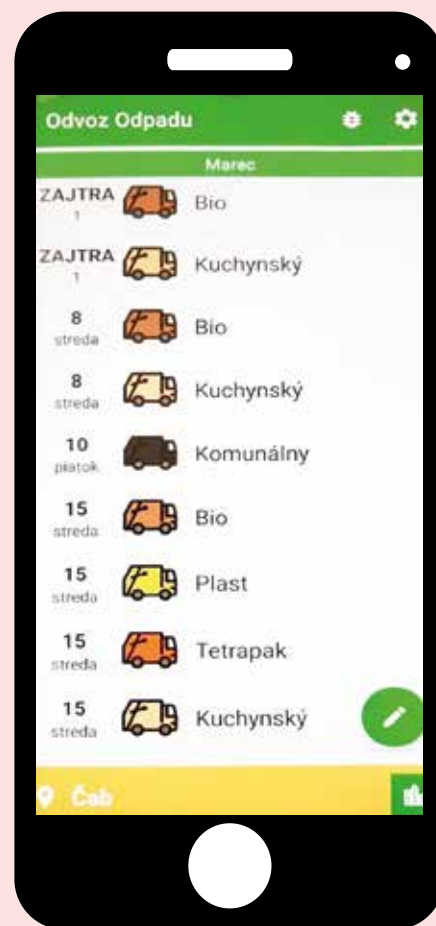 Odvoz Odpadu
Marec
ZAJTRA
1
Bio
ZAJTRA
1
Kuchynský
8
streda
Bio
8
streda
Kuchynský
10
piatok
Komunálny
15
streda
Bio
15
streda
Plast
15
streda
Tetrapak
15
streda
Kuchynský
Čab